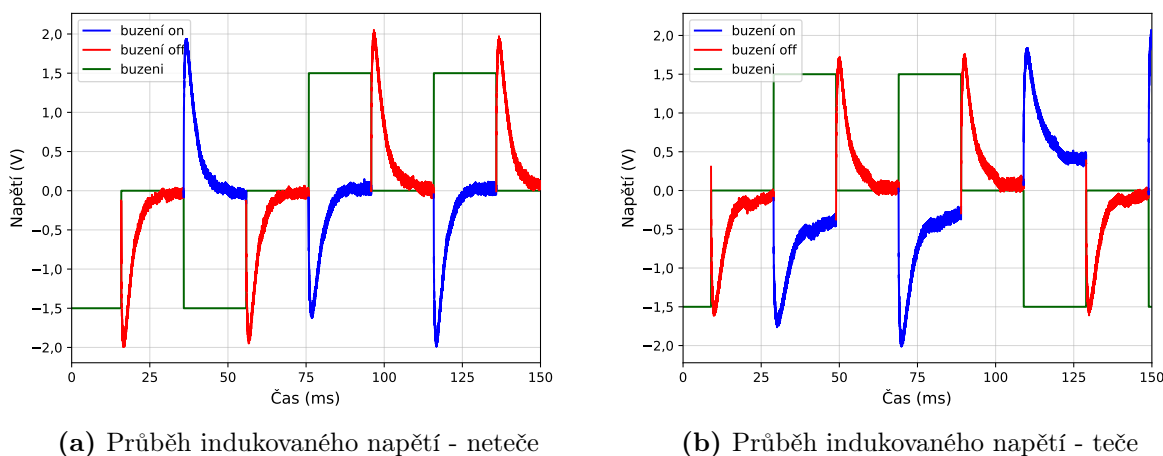 buzení on
buzení off
buzeni
2,0
1,5
1,0
0,5
0,0
−0,5
−1,0
−1,5
−2,0
Napětí (V)
0 25 50 75 100 125 150
Čas (ms)
(a) Průběh indukovaného napětí - neteče
buzení on
buzení off
buzeni
2,0
1,5
1,0
0,5
0,0
−0,5
−1,0
−1,5
−2,0
Napětí (V)
0 25 50 75 100 125 150
Čas (ms)
(b) Průběh indukovaného napětí - teče